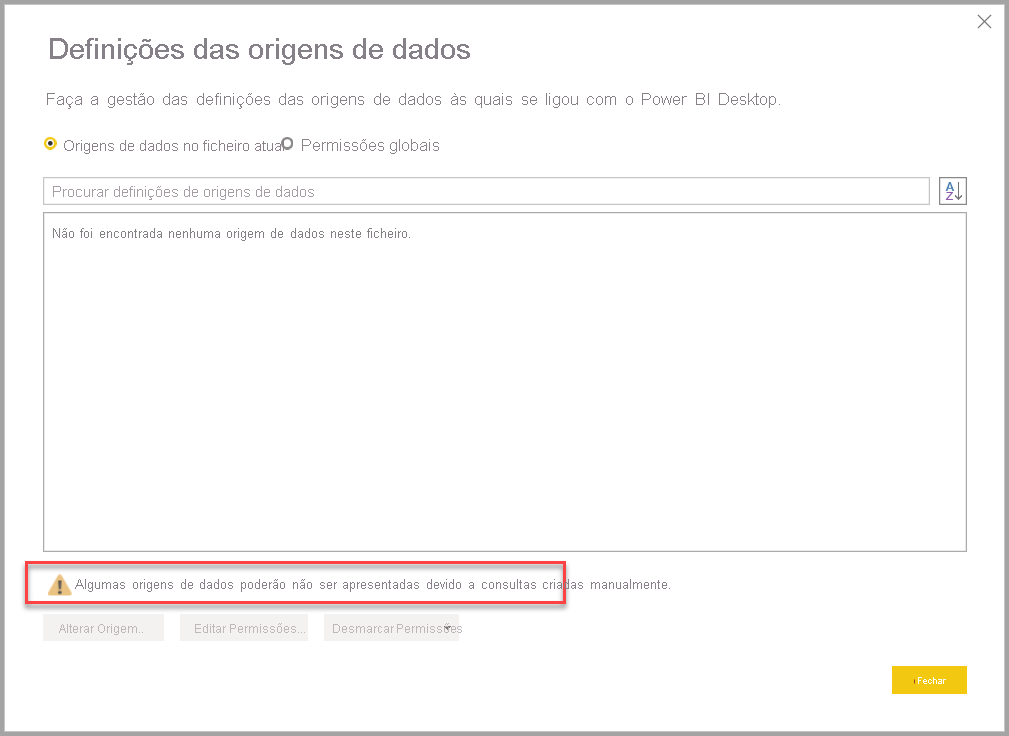 Definições das origens de dados
Faça a gestão das definições das origens de dados às quais se ligou com o Power BI Desktop.
Origens de dados no ficheiro atual Permissões globais
Procurar definições de origens de dados
A
Z
Não foi encontrada nenhuma origem de dados neste ficheiro.
Algumas origens de dados poderão não ser apresentadas devido a consultas criadas manualmente.
Alterar Origem.. Editar Permissões... Desmarcar Permissões
Fechar